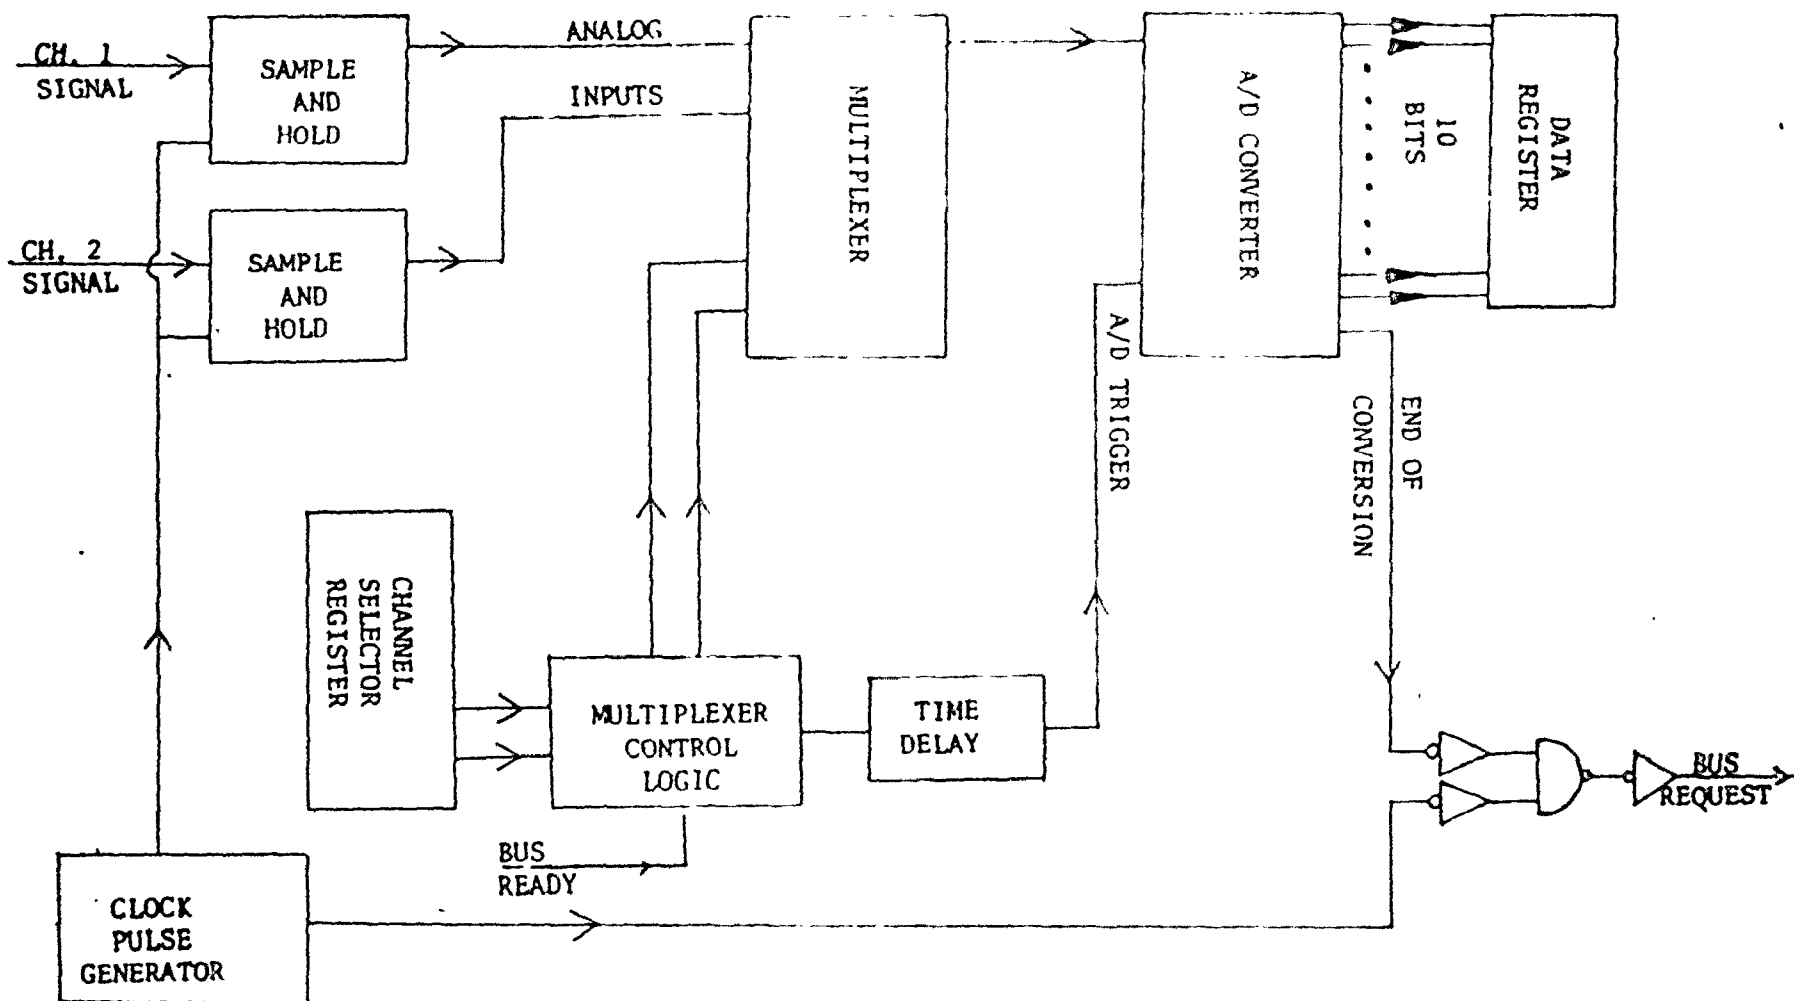 CH. 1
SIGNAL
SAMPLE
AND
HOLD
ANALOG
INPUTS
MULTIPLEXER
A/D CONVERTER
10
BITS
DATA
REGISTER
CH. 2
SIGNAL
SAMPLE
AND
HOLD
A/D TRIGGER
END OF
CONVERSION
CHANNEL
SELECTOR
REGISTER
MULTIPLEXER
CONTROL
LOGIC
TIME
DELAY
BUS
REQUEST
BUS
READY
CLOCK
PULSE
GENERATOR